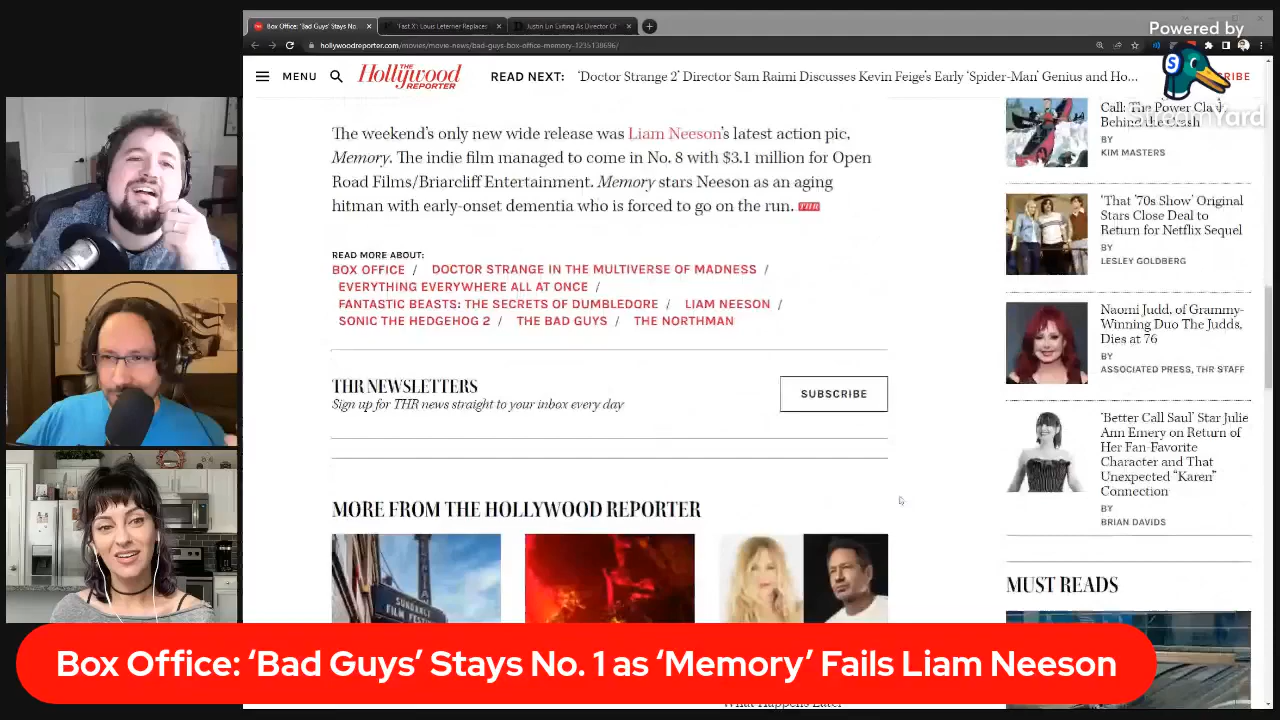 Box Office: 'Bad Guys' Stays No.
'Fast X': Louis Leterrier Replaces
Justin Lin Exiting As Director Of
hollywoodreporter.com/movies/movie-news/bad-guys-box-office-memory-1235138696/
Powered by
MENU
THE Hollywood REPORTER
READ NEXT:
'Doctor Strange 2' Director Sam Raimi Discusses Kevin Feige's Early 'Spider-Man' Genius and Ho...
The weekend's only new wide release was Liam Neeson's latest action pic,
Memory. The indie film managed to come in No. 8 with $3.1 million for Open
Road Films/Briarcliff Entertainment. Memory stars Neeson as an aging
hitman with early-onset dementia who is forced to go on the run. THR
READ MORE ABOUT:
BOX OFFICE / DOCTOR STRANGE IN THE MULTIVERSE OF MADNESS /
EVERYTHING EVERYWHERE ALL AT ONCE /
FANTASTIC BEASTS: THE SECRETS OF DUMBLEDORE / LIAM NEESON /
SONIC THE HEDGEHOG 2 / THE BAD GUYS / THE NORTHMAN
THR NEWSLETTERS
Sign up for THR news straight to your inbox every day
SUBSCRIBE
MORE FROM THE HOLLYWOOD REPORTER
SUNDANCE
FILM FESTIVAL
Call: The Power
BY
KIM MASTERS
'That '70s Show' Original
Stars Close Deal to
Return for Netflix Sequel
BY
LESLEY GOLDBERG
Naomi Judd, of Grammy-
Winning Duo The Judds,
Dies at 76
BY
ASSOCIATED PRESS, THR STAFF
'Better Call Saul' Star Julie
Ann Emery on Return of
Her Fan-Favorite
Character and That
Unexpected "Karen"
Connection
BY
BRIAN DAVIDS
MUST READS
Box Office: 'Bad Guys' Stays No. 1 as 'Memory' Fails Liam Neeson